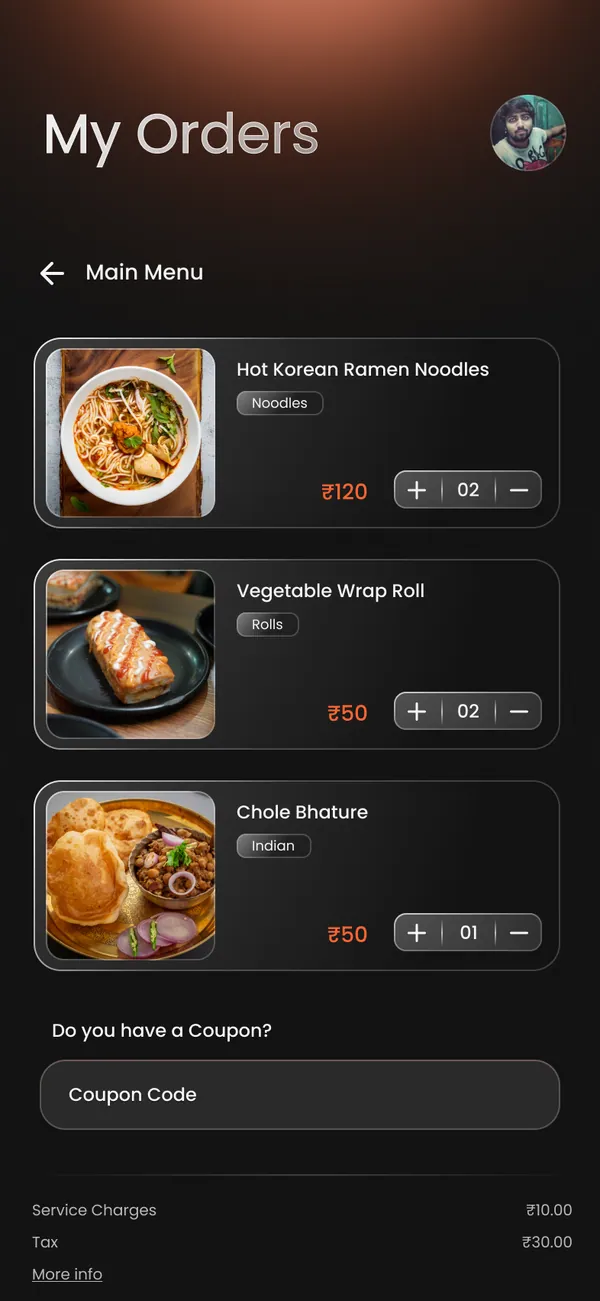 My Orders
Main Menu
Hot Korean Ramen Noodles
Noodles
₹120
02
Vegetable Wrap Roll
Rolls
₹50
02
Chole Bhature
Indian
₹50
01
Do you have a Coupon?
Coupon Code
Service Charges ₹10.00
Tax ₹30.00
More info